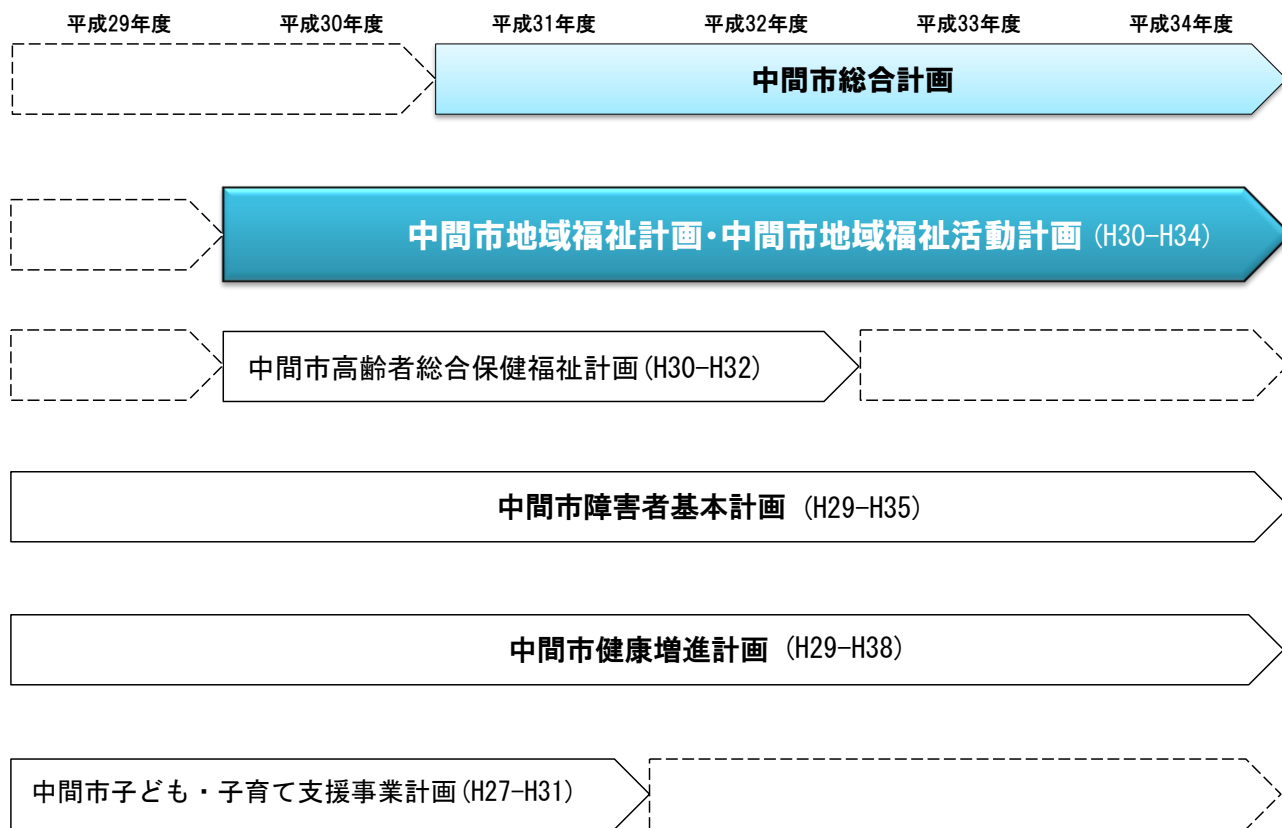 平成29年度 平成30年度 平成31年度 平成32年度 平成33年度 平成34年度
中間市総合計画
中間市地域福祉計画・中間市地域福祉活動計画 (H30-H34)
中間市高齢者総合保健福祉計画(H30-H32)
中間市障害者基本計画 (H29-H35)
中間市健康増進計画 (H29-H38)
中間市子ども・子育て支援事業計画(H27-H31)